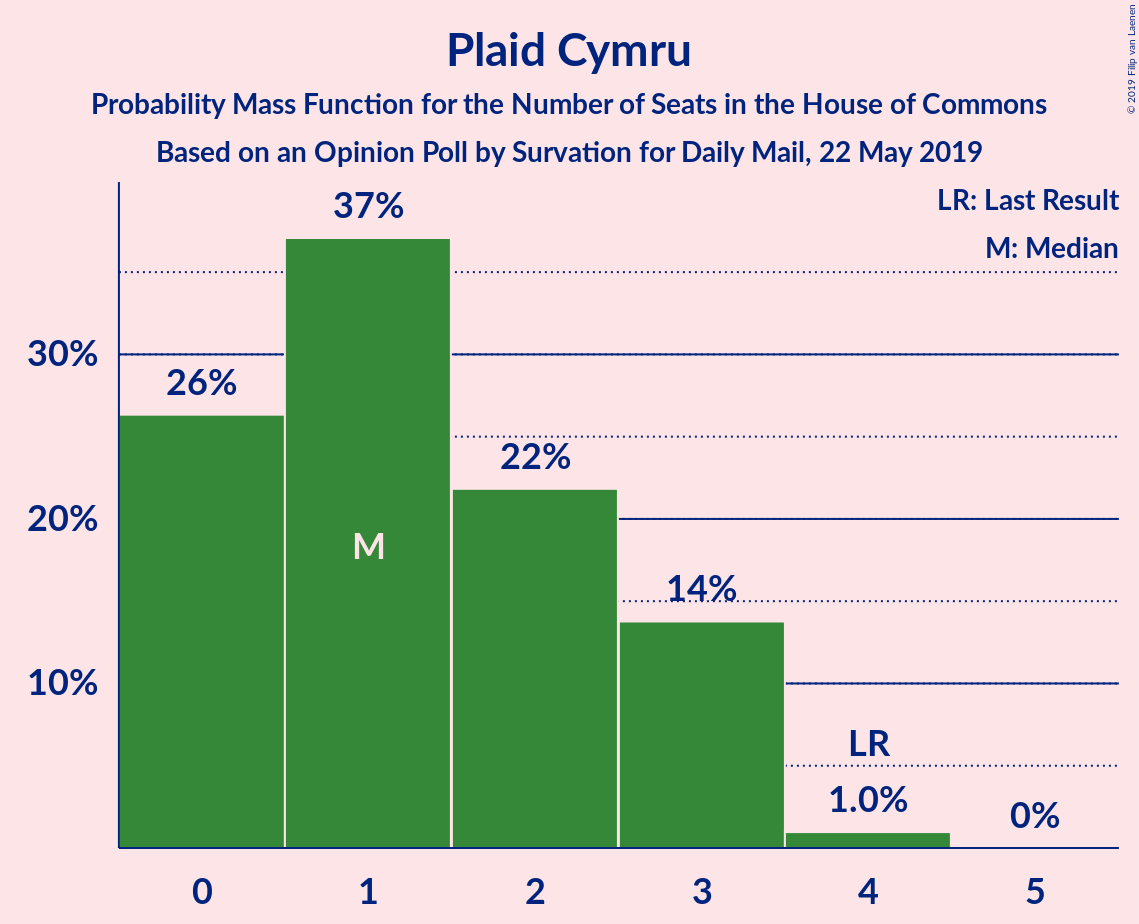 Plaid Cymru
Probability Mass Function for the Number of Seats in the House of Commons
Based on an Opinion Poll by Survation for Daily Mail, 22 May 2019
© 2019 Filip van Laenen
LR: Last Result
M: Median
37%
30%
26%
22%
20%
M
14%
10%
LR
1.0%
0%
0 1 2 3 4 5